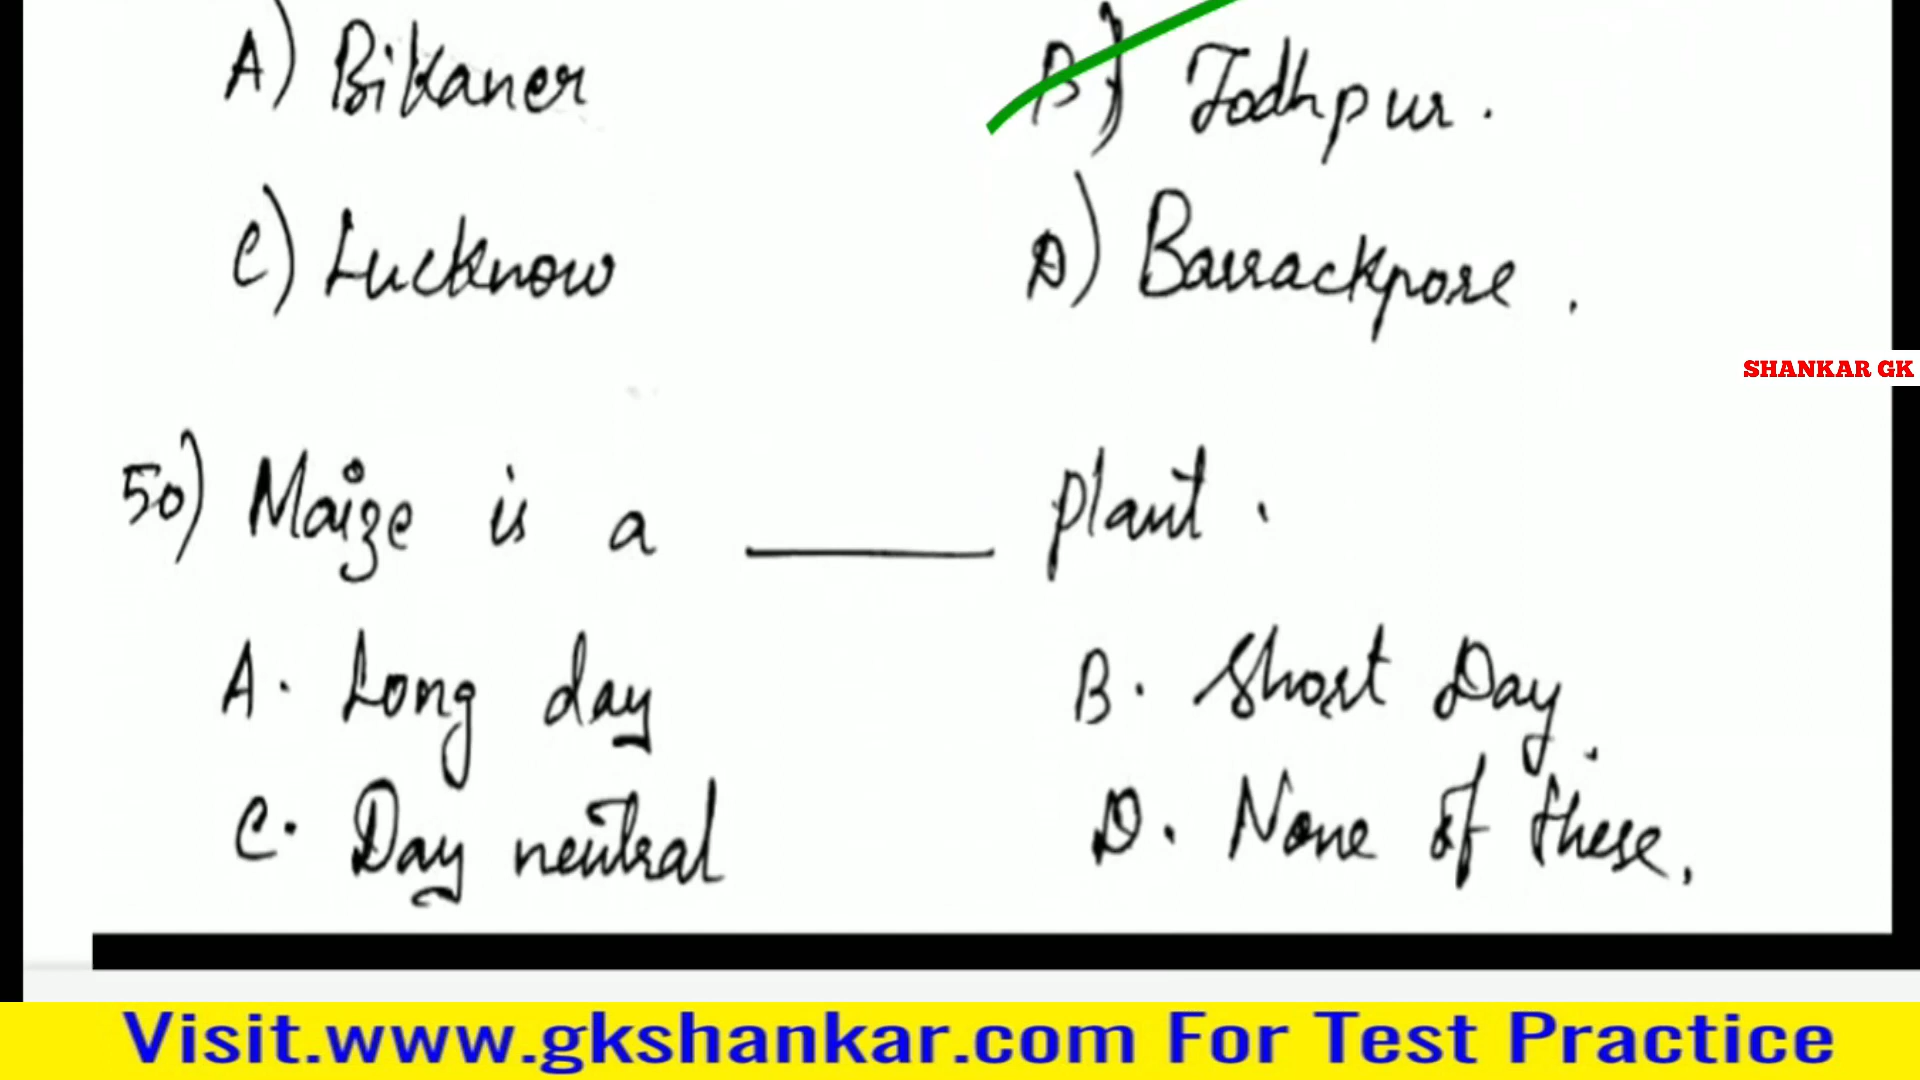 A) Bikaner B) Jodhpur.
C) Lucknow D) Barrackpore.
SHANKAR GK
50) Maize is a ______ plant.
A. Long day B. Short Day.
C. Day neutral D. None of these.
Visit.www.gkshankar.com For Test Practice